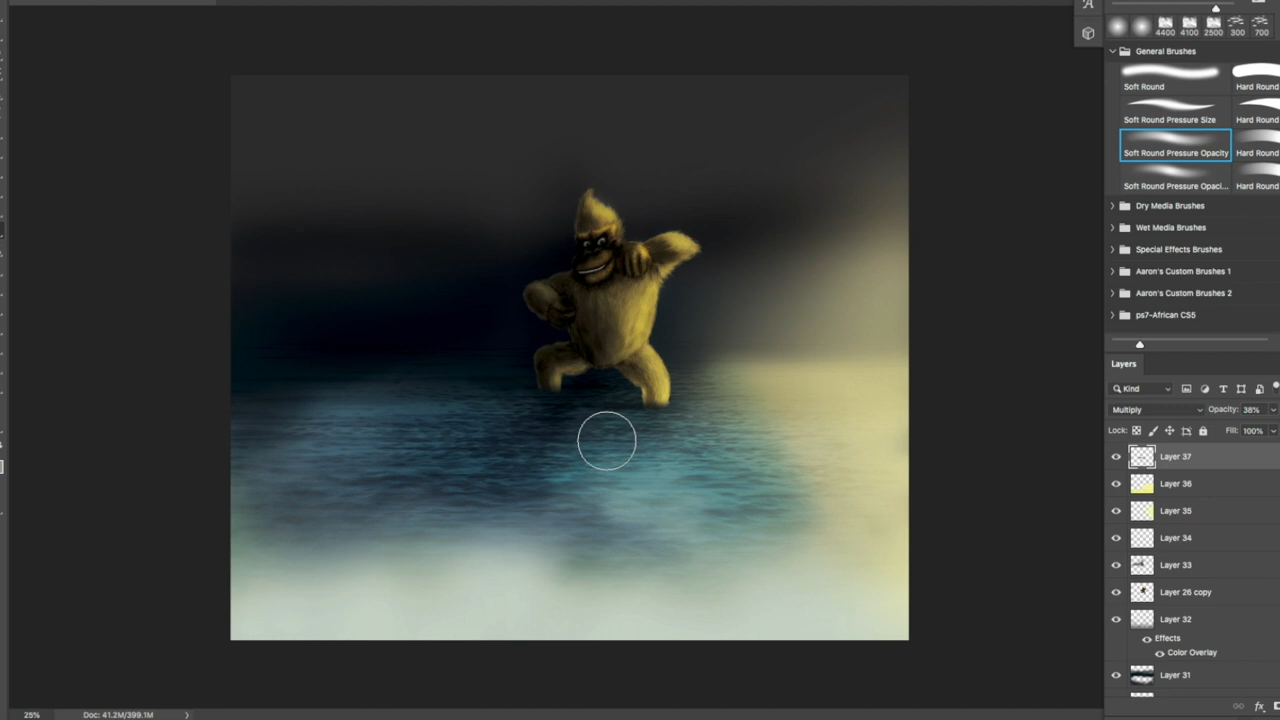 A
4400 4100 2500 300 700
General Brushes
Soft Round
Hard Round
Soft Round Pressure Size
Hard Round
Soft Round Pressure Opacity
Hard Round
Soft Round Pressure Opaci...
Hard Round
Dry Media Brushes
Wet Media Brushes
Special Effects Brushes
Aaron's Custom Brushes 1
Aaron's Custom Brushes 2
ps7-African CS5
Layers
Kind
Multiply Opacity: 38%
Lock: Fill: 100%
Layer 37
Layer 36
Layer 35
Layer 34
Layer 33
Layer 26 copy
Layer 32
Effects
Color Overlay
Layer 31
fx
25% Doc: 41.2M/399.1M